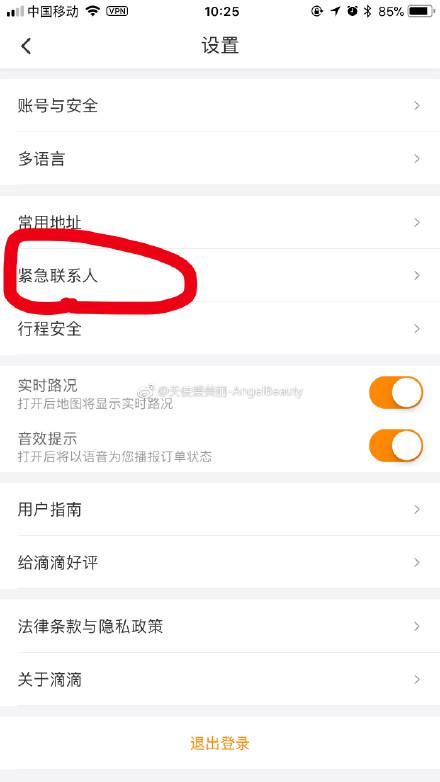 中国移动 VPN 10:25 85%
设置
账号与安全
多语言
常用地址
紧急联系人
行程安全
实时路况
打开后地图将显示实时路况
@天使爱美丽-AngelBeauty
音效提示
打开后将以语音为您播报订单状态
用户指南
给滴滴好评
法律条款与隐私政策
关于滴滴
退出登录